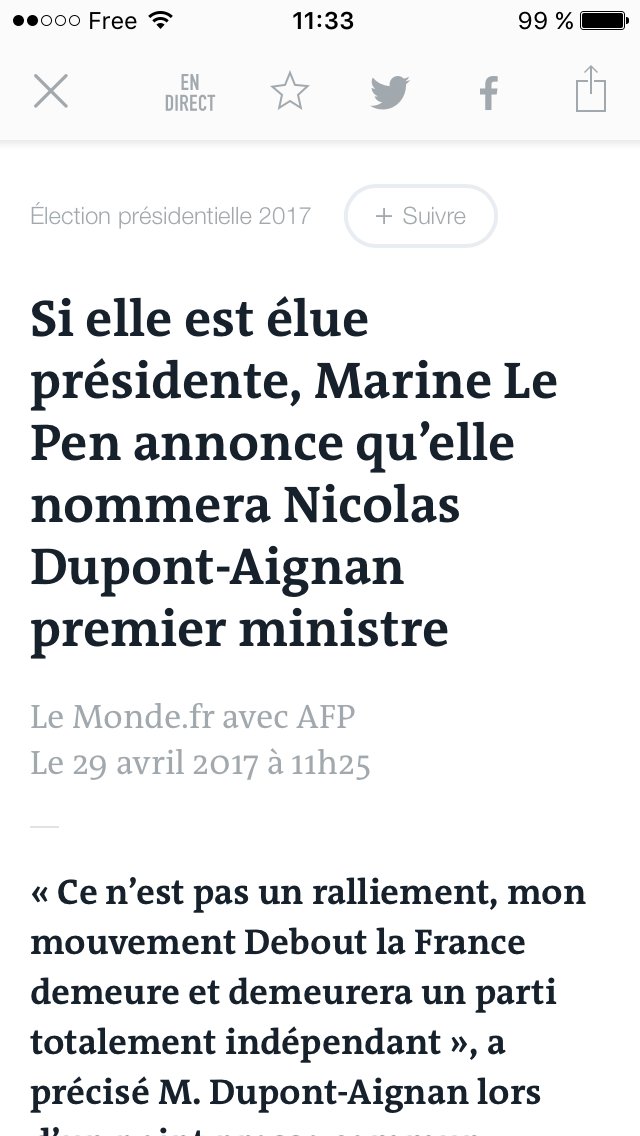 Free 11:33 99 %
EN
DIRECT
Élection présidentielle 2017 + Suivre
Si elle est élue
présidente, Marine Le
Pen annonce qu’elle
nommera Nicolas
Dupont-Aignan
premier ministre
Le Monde.fr avec AFP
Le 29 avril 2017 à 11h25
« Ce n’est pas un ralliement, mon
mouvement Debout la France
demeure et demeurera un parti
totalement indépendant », a
précisé M. Dupont-Aignan lors